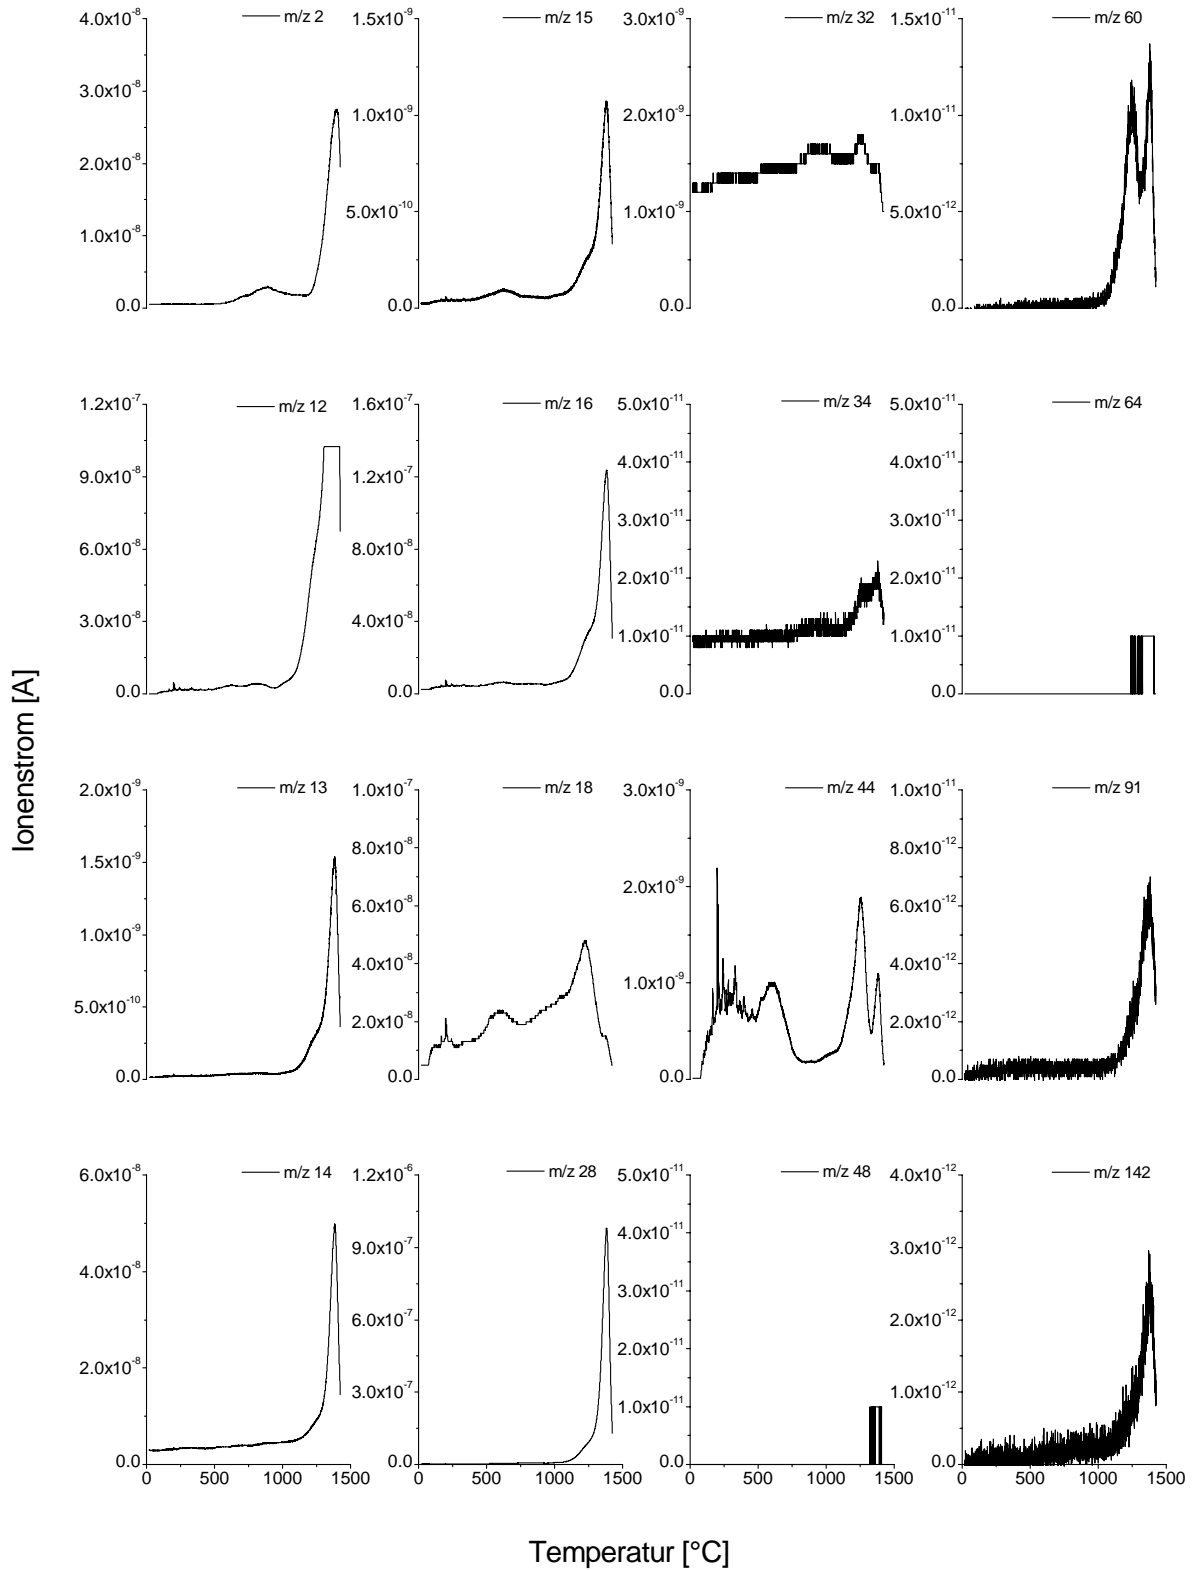 Ionenstrom [A]
m/z 2
4.0x10⁻⁸
3.0x10⁻⁸
2.0x10⁻⁸
1.0x10⁻⁸
0.0
m/z 15
1.5x10⁻⁹
1.0x10⁻⁹
5.0x10⁻¹⁰
0.0
m/z 32
3.0x10⁻⁹
2.0x10⁻⁹
1.0x10⁻⁹
0.0
m/z 60
1.5x10⁻¹¹
1.0x10⁻¹¹
5.0x10⁻¹²
0.0
m/z 12
1.2x10⁻⁷
9.0x10⁻⁸
6.0x10⁻⁸
3.0x10⁻⁸
0.0
m/z 16
1.6x10⁻⁷
1.2x10⁻⁷
8.0x10⁻⁸
4.0x10⁻⁸
0.0
m/z 34
5.0x10⁻¹¹
4.0x10⁻¹¹
3.0x10⁻¹¹
2.0x10⁻¹¹
1.0x10⁻¹¹
0.0
m/z 64
5.0x10⁻¹¹
4.0x10⁻¹¹
3.0x10⁻¹¹
2.0x10⁻¹¹
1.0x10⁻¹¹
0.0
m/z 13
2.0x10⁻⁹
1.5x10⁻⁹
1.0x10⁻⁹
5.0x10⁻¹⁰
0.0
m/z 18
1.0x10⁻⁷
8.0x10⁻⁸
6.0x10⁻⁸
4.0x10⁻⁸
2.0x10⁻⁸
0.0
m/z 44
3.0x10⁻⁹
2.0x10⁻⁹
1.0x10⁻⁹
0.0
m/z 91
1.0x10⁻¹¹
8.0x10⁻¹²
6.0x10⁻¹²
4.0x10⁻¹²
2.0x10⁻¹²
0.0
m/z 14
6.0x10⁻⁸
4.0x10⁻⁸
2.0x10⁻⁸
0.0
0 500 1000 1500
m/z 28
1.2x10⁻⁶
9.0x10⁻⁷
6.0x10⁻⁷
3.0x10⁻⁷
0.0
0 500 1000 1500
m/z 48
5.0x10⁻¹¹
4.0x10⁻¹¹
3.0x10⁻¹¹
2.0x10⁻¹¹
1.0x10⁻¹¹
0.0
0 500 1000 1500
m/z 142
4.0x10⁻¹²
3.0x10⁻¹²
2.0x10⁻¹²
1.0x10⁻¹²
0.0
0 500 1000 1500
Temperatur [°C]